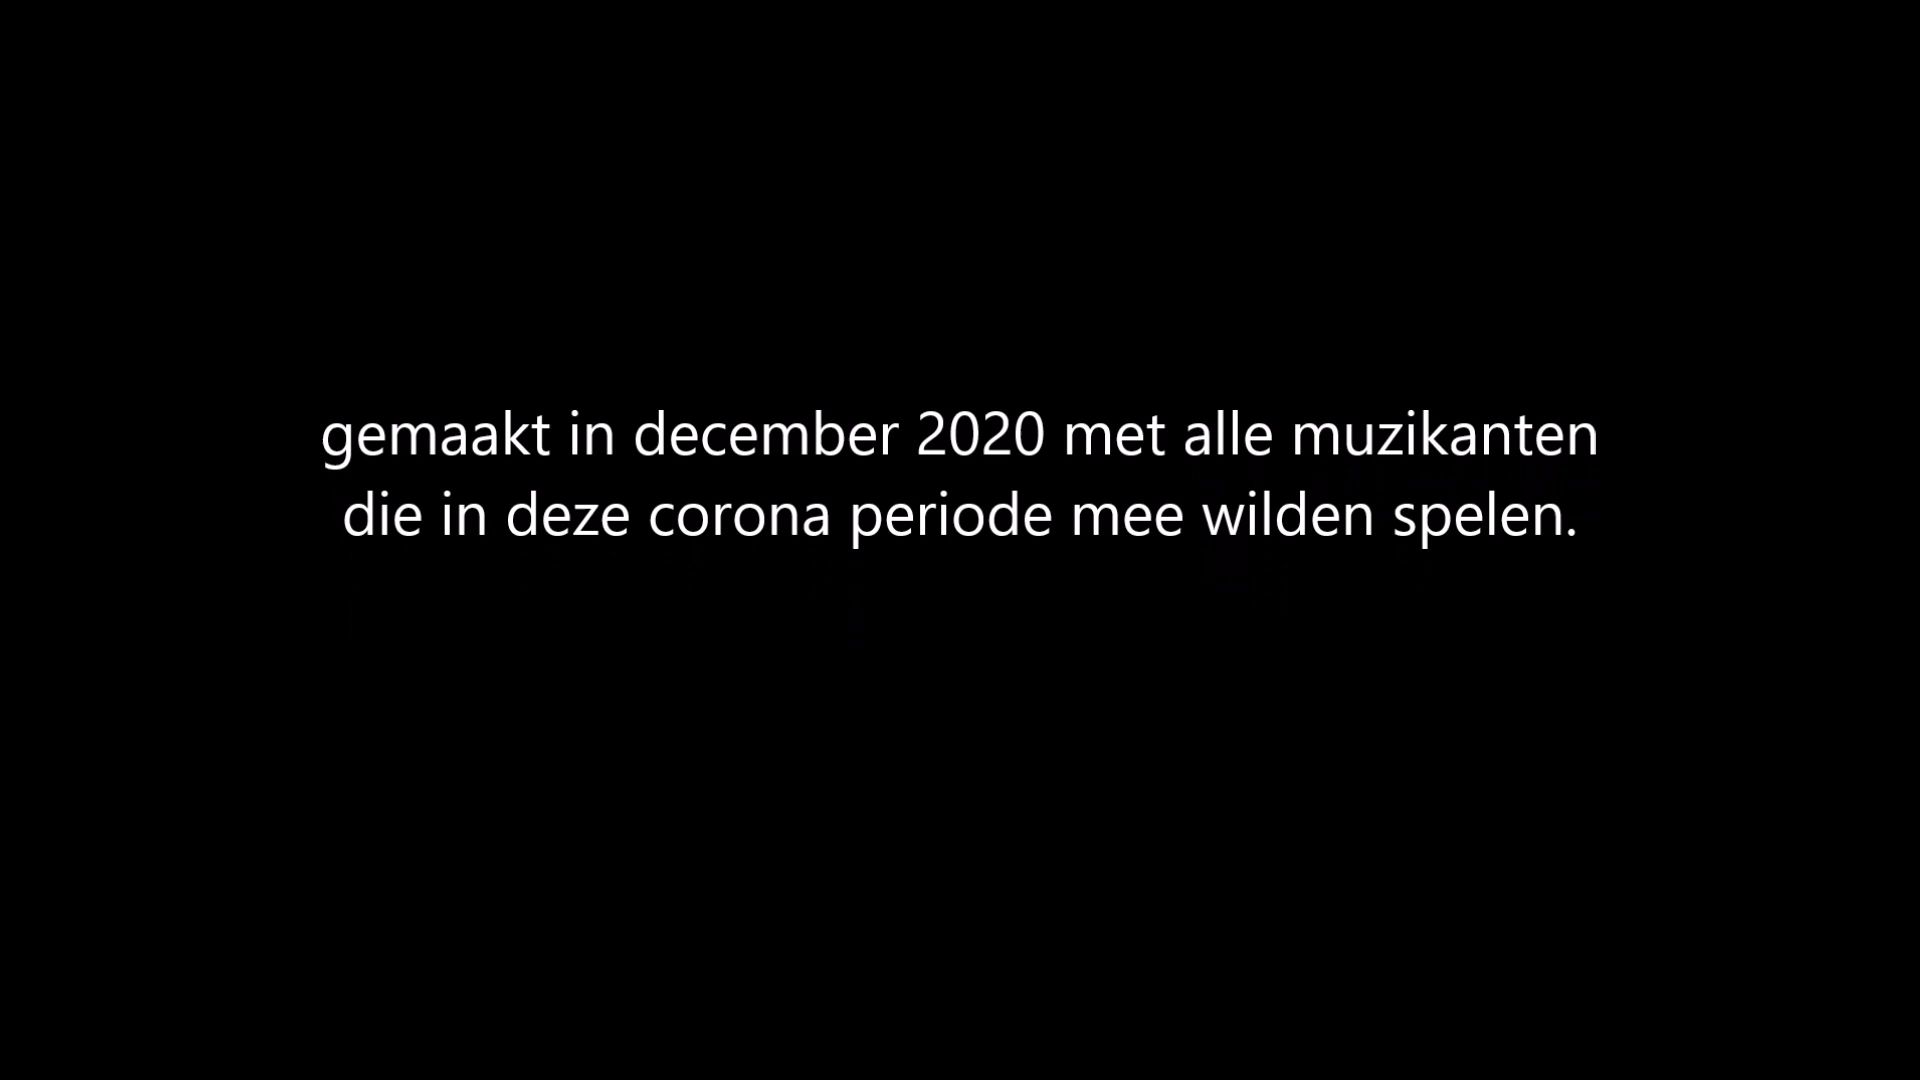 gemaakt in december 2020 met alle muzikanten
die in deze corona periode mee wilden spelen.